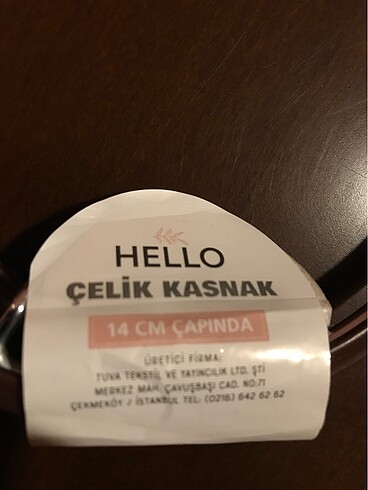 HELLO
ÇELİK KASNAK
14 CM ÇAPINDA
ÜRETİCİ FİRMA:
TUVA TEKSTİL VE YAYINCILIK LTD. ŞTİ
MERKEZ MAH. ÇAVUŞBAŞI CAD. NO.71
ÇEKMEKÖY / İSTANBUL TEL: (0216) 642 62 62